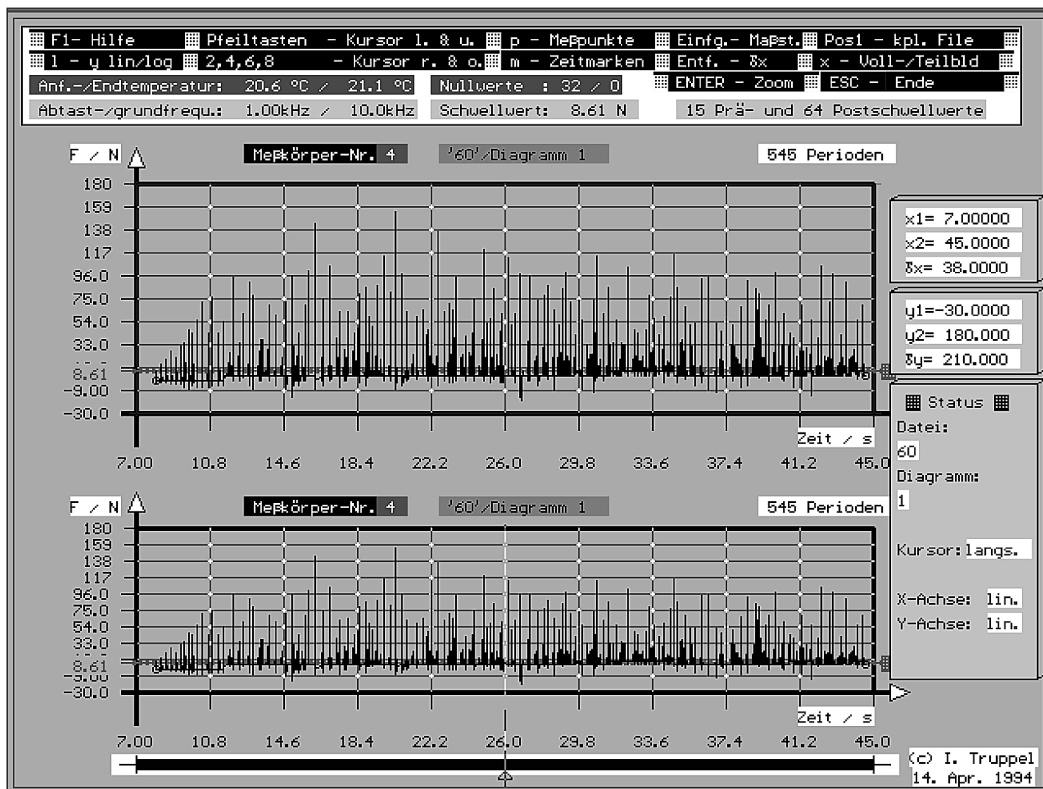 F1- Hilfe Pfeiltasten - Kursor l. & u. p - Meßpunkte Einfg.- Maßst. Pos1 - kpl. File
l - y lin/log 2,4,6,8 - Kursor r. & o. m - Zeitmarken Entf. - δx x - Voll-/Teilbld
Anf.-/Endtemperatur: 20.6 °C / 21.1 °C Nullwerte : 32 / 0 ENTER - Zoom ESC - Ende
Abtast-/grundfrequ.: 1.00kHz / 10.0kHz Schwellwert: 8.61 N 15 Prä- und 64 Postschwellwerte
F / N Meßkörper-Nr. 4 '60'/Diagramm 1 545 Perioden
180
159
138
117
96.0
75.0
54.0
33.0
8.61
-9.00
-30.0
Zeit / s
7.00 10.8 14.6 18.4 22.2 26.0 29.8 33.6 37.4 41.2 45.0
x1= 7.00000
x2= 45.0000
δx= 38.0000
y1=-30.0000
y2= 180.000
δy= 210.000
Status
Datei:
60
Diagramm:
1
Kursor: langs.
X-Achse: lin.
Y-Achse: lin.
F / N Meßkörper-Nr. 4 '60'/Diagramm 1 545 Perioden
180
159
138
117
96.0
75.0
54.0
33.0
8.61
-30.0
Zeit / s
7.00 10.8 14.6 18.4 22.2 26.0 29.8 33.6 37.4 41.2 45.0
(c) I. Truppel
14. Apr. 1994